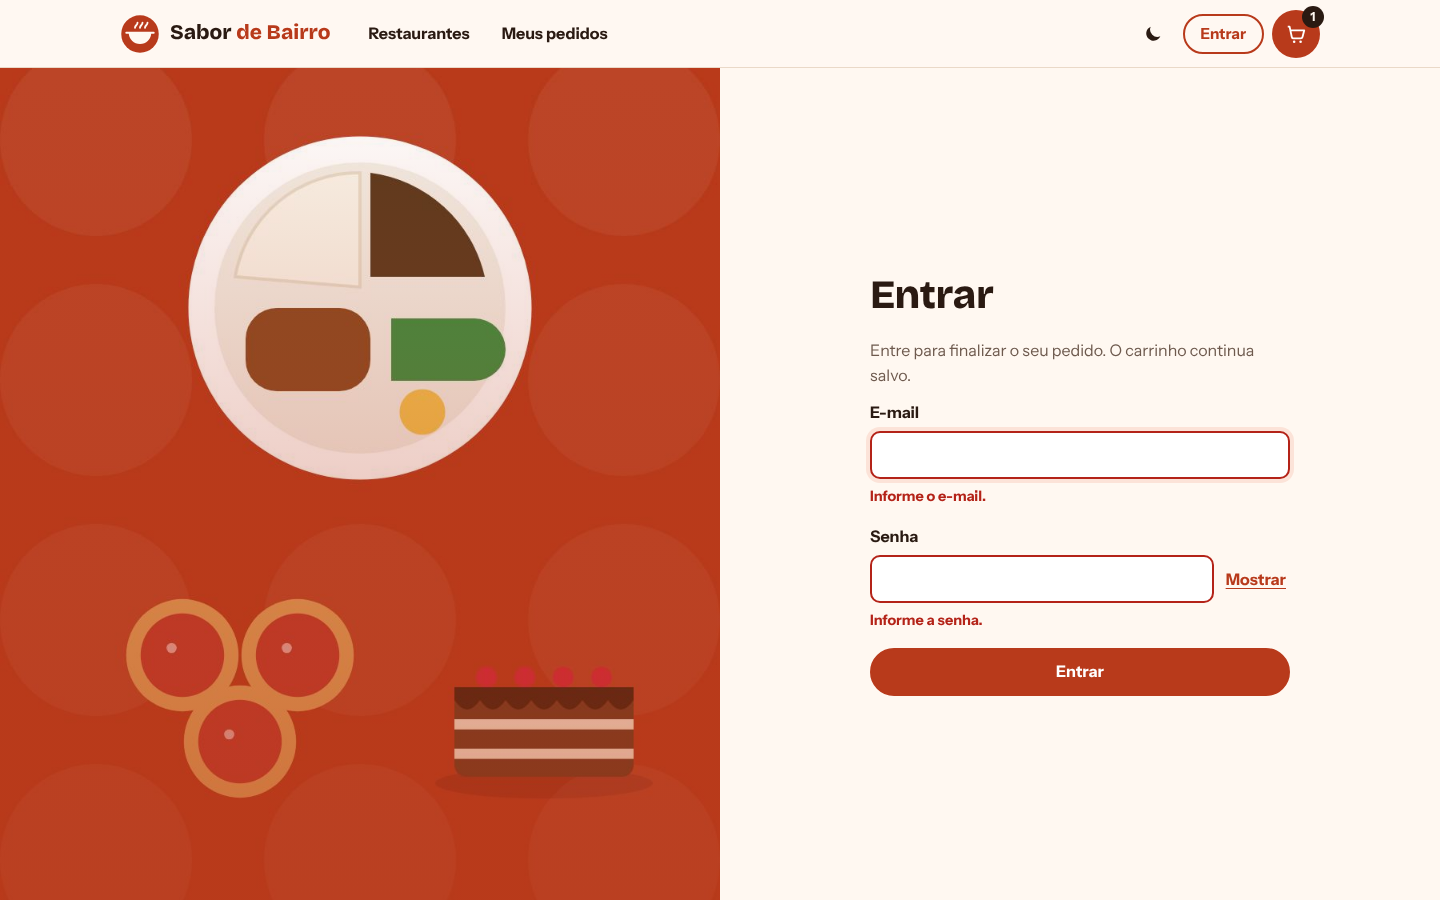 Sabor de Bairro
Restaurantes
Meus pedidos
Entrar
1
Entrar
Entre para finalizar o seu pedido. O carrinho continua
salvo.
E-mail
Informe o e-mail.
Senha
Mostrar
Informe a senha.
Entrar